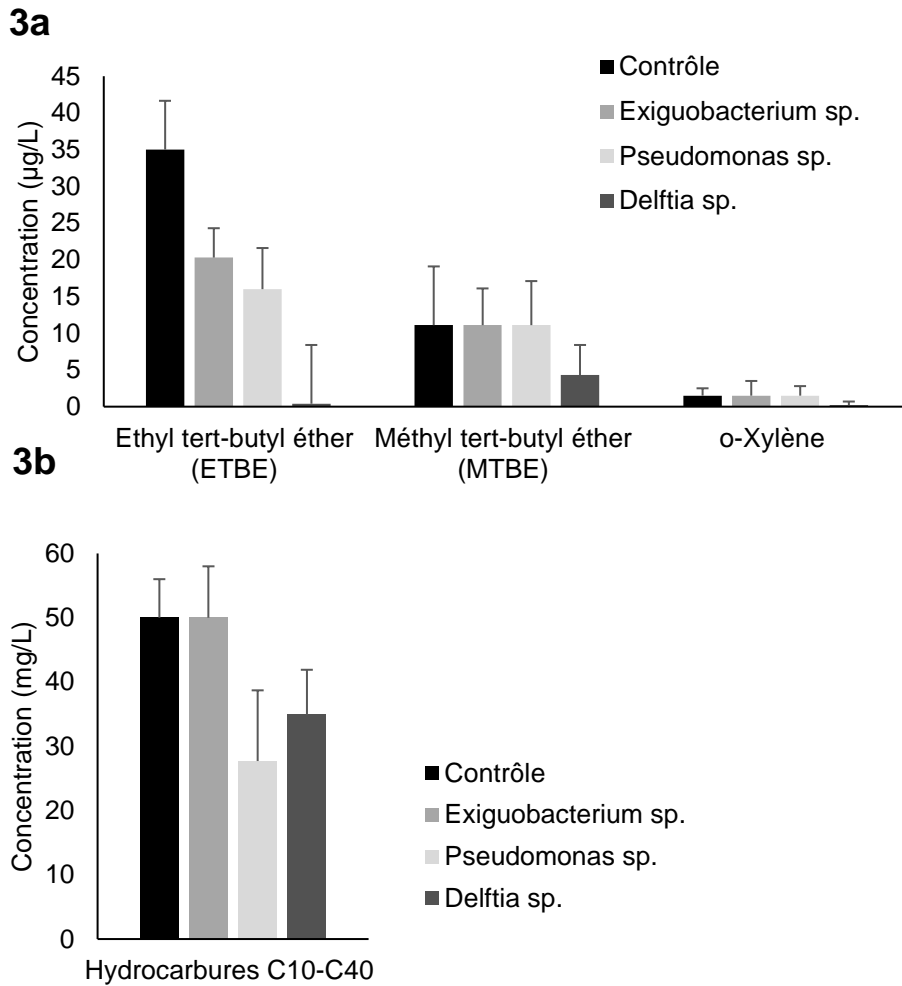 3a
Concentration (µg/L)
45
40
35
30
25
20
15
10
5
0
Contrôle
Exiguobacterium sp.
Pseudomonas sp.
Delftia sp.
Ethyl tert-butyl éther
(ETBE)
Méthyl tert-butyl éther
(MTBE)
o-Xylène
3b
Concentration (mg/L)
60
50
40
30
20
10
0
Contrôle
Exiguobacterium sp.
Pseudomonas sp.
Delftia sp.
Hydrocarbures C10-C40